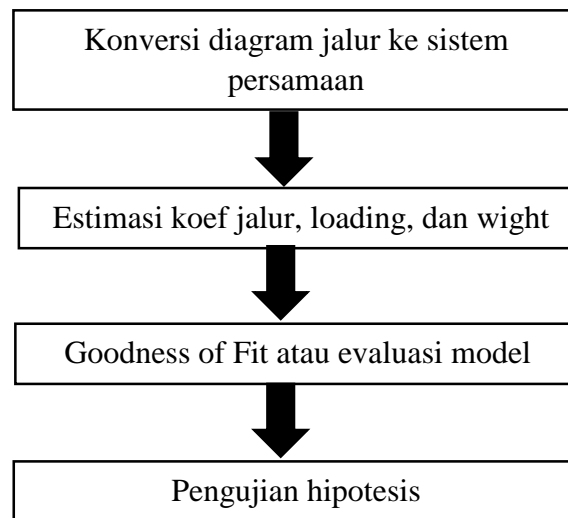 Konversi diagram jalur ke sistem
persamaan
Estimasi koef jalur, loading, dan wight
Goodness of Fit atau evaluasi model
Pengujian hipotesis